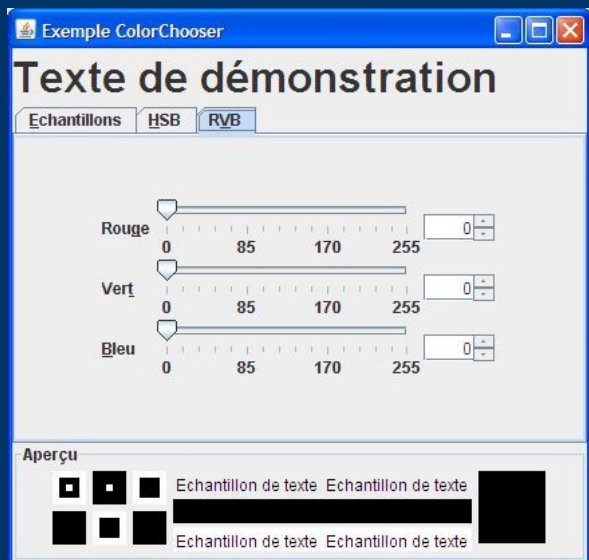 Exemple ColorChooser
Texte de démonstration
Echantillons HSB RVB
Rouge 0
0 85 170 255
Vert 0
0 85 170 255
Bleu 0
0 85 170 255
Aperçu
Echantillon de texte Echantillon de texte
Echantillon de texte Echantillon de texte